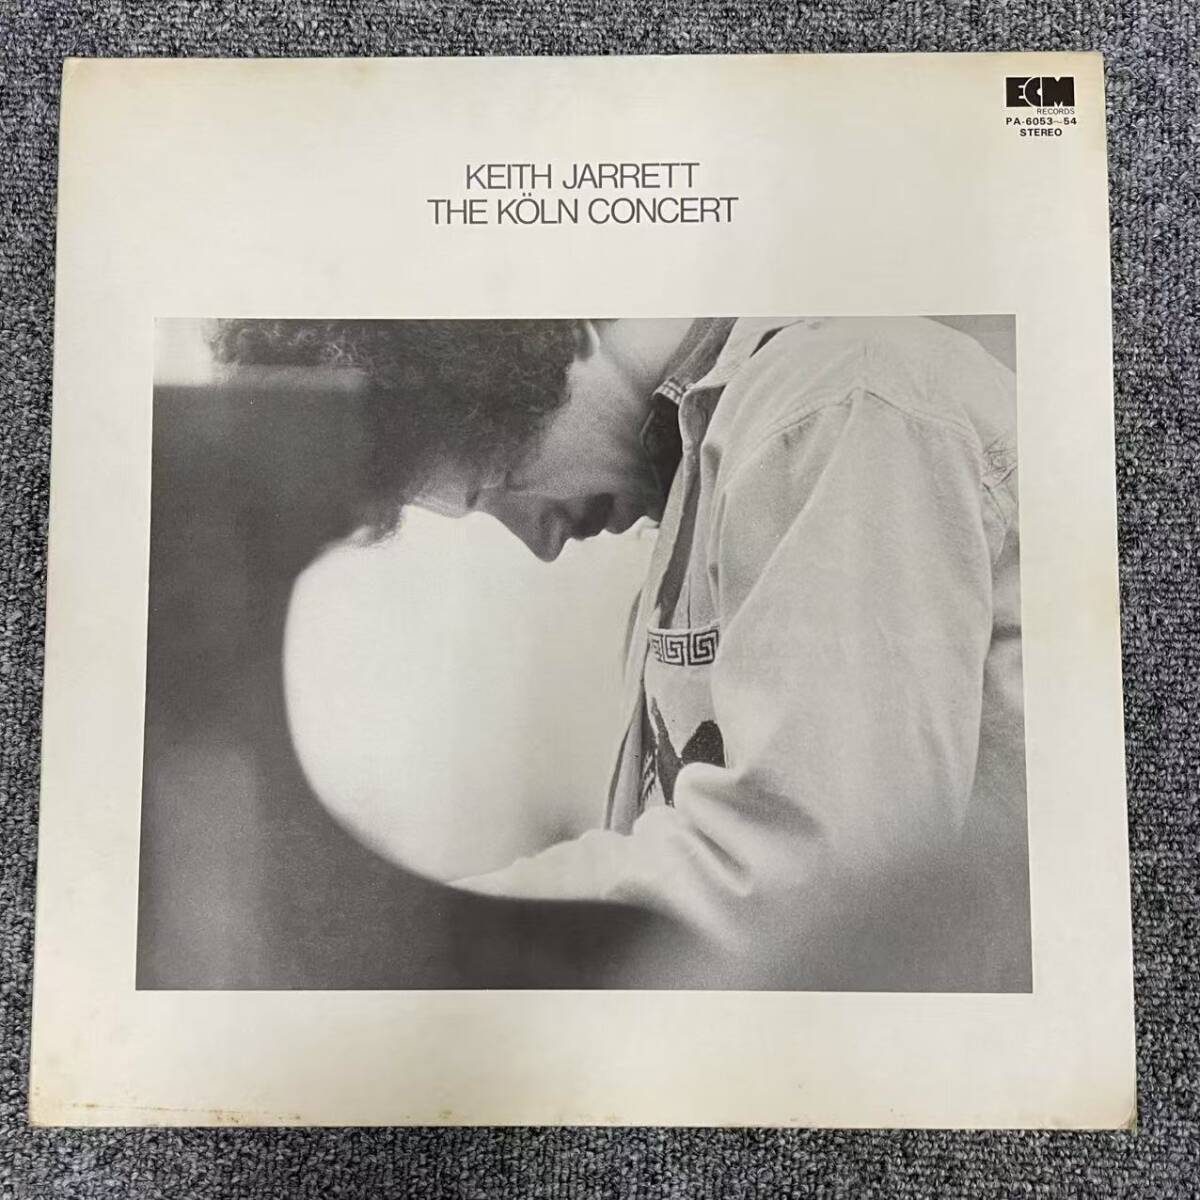 ECM
RECORDS
PA-6053~54
STEREO
KEITH JARRETT
THE KÖLN CONCERT